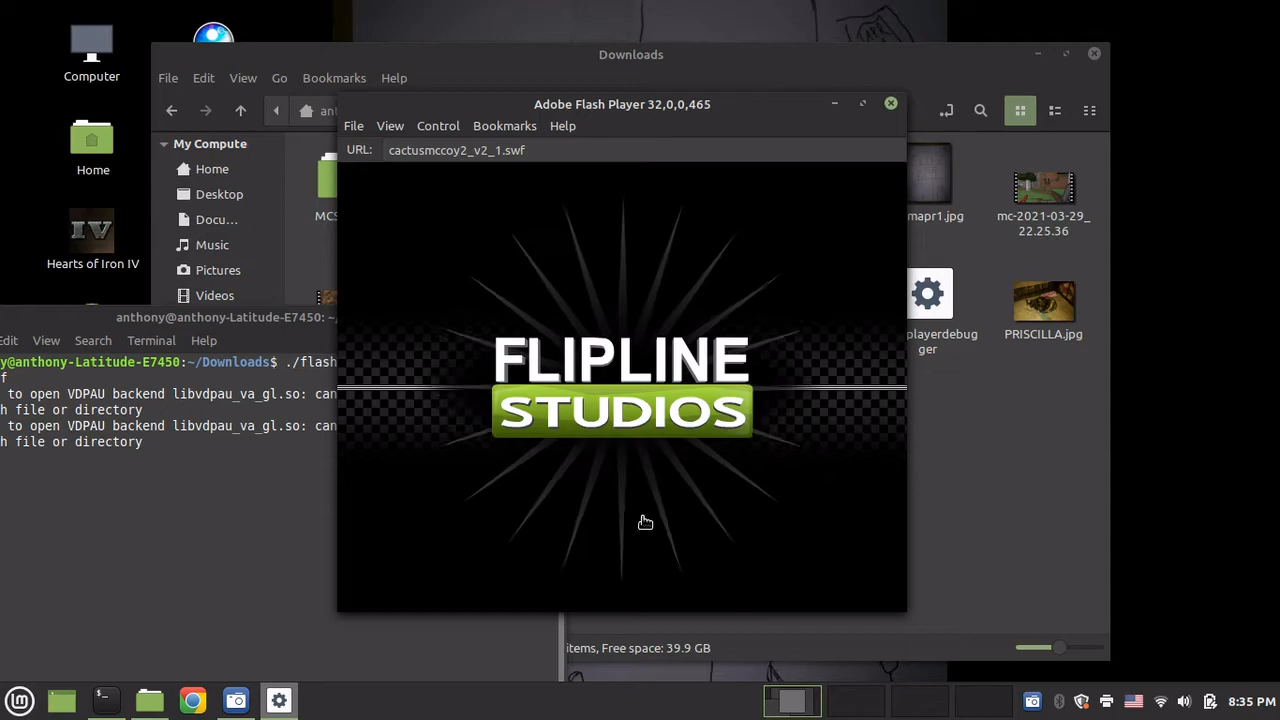 Computer
Home
Hearts of Iron IV
IV
Downloads
File Edit View Go Bookmarks Help
My Compute
Home
Desktop
Docu...
Music
Pictures
Videos
MCS
mapr1.jpg
mc-2021-03-29_
22.25.36
playerdebug
ger
PRISCILLA.jpg
items, Free space: 39.9 GB
Adobe Flash Player 32,0,0,465
File View Control Bookmarks Help
URL: cactusmccoy2_v2_1.swf
FLIPLINE
STUDIOS
anthony@anthony-Latitude-E7450: ~/
Edit View Search Terminal Help
y@anthony-Latitude-E7450:~/Downloads$ ./flash
f
to open VDPAU backend libvdpau_va_gl.so: can
h file or directory
to open VDPAU backend libvdpau_va_gl.so: can
h file or directory
8:35 PM